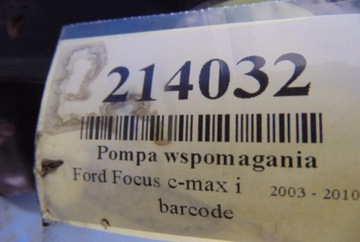 214032
Pompa wspomagania
Ford Focus c-max i 2003 - 2010
barcode